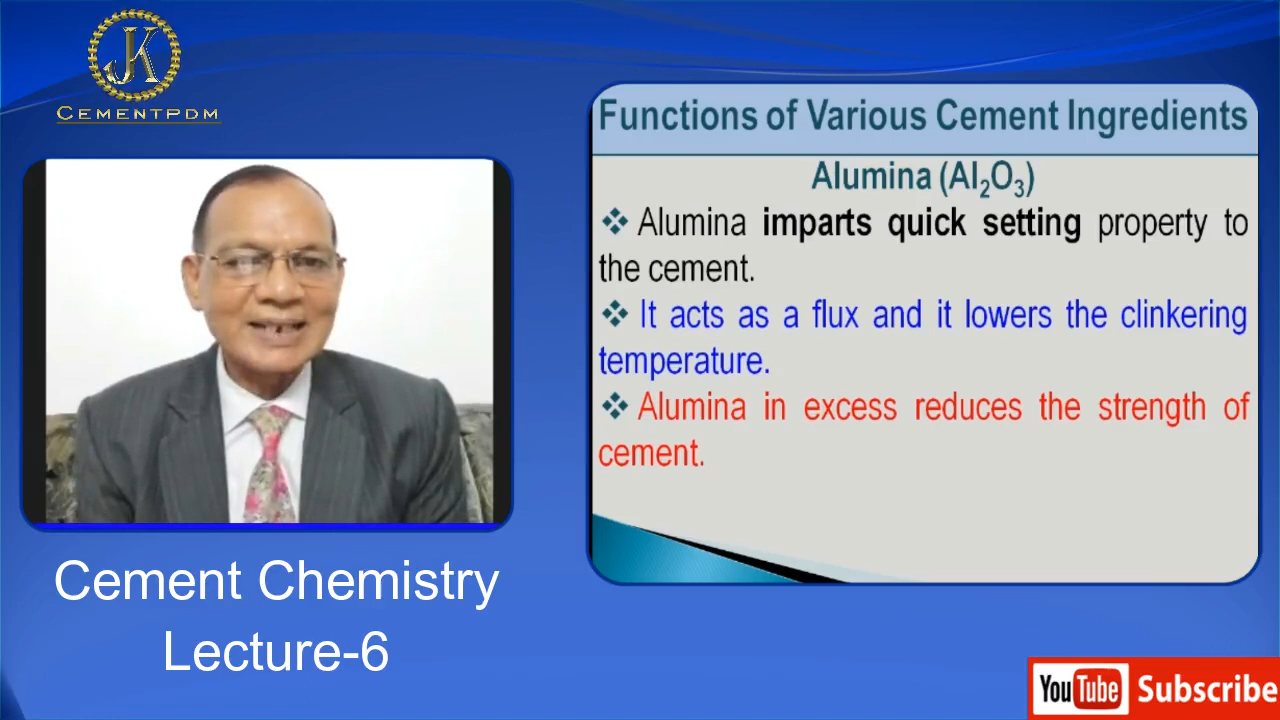 JK
CEMENTPDM
Functions of Various Cement Ingredients
Alumina (Al₂O₃)
❖ Alumina imparts quick setting property to
the cement.
❖ It acts as a flux and it lowers the clinkering
temperature.
❖ Alumina in excess reduces the strength of
cement.
Cement Chemistry
Lecture-6
YouTube Subscribe